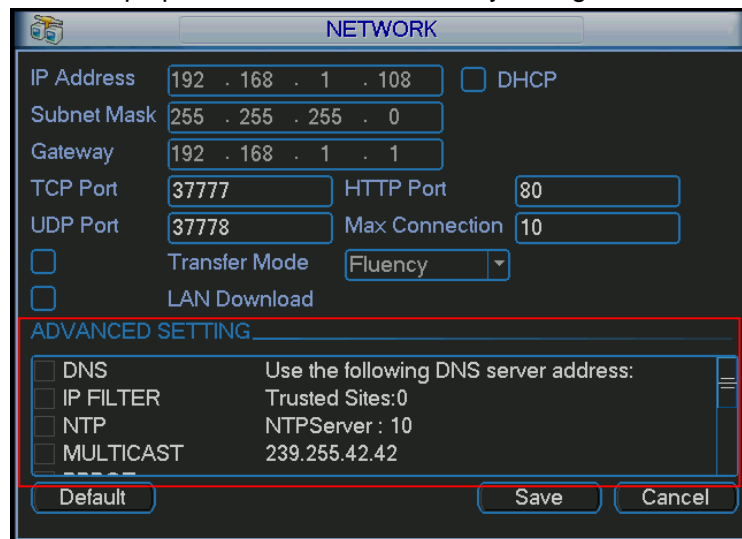 NETWORK
IP Address 192 . 168 . 1 . 108 DHCP
Subnet Mask 255 . 255 . 255 . 0
Gateway 192 . 168 . 1 . 1
TCP Port 37777 HTTP Port 80
UDP Port 37778 Max Connection 10
Transfer Mode Fluency
LAN Download
ADVANCED SETTING
DNS Use the following DNS server address:
IP FILTER Trusted Sites:0
NTP NTPServer : 10
MULTICAST 239.255.42.42
Default Save Cancel